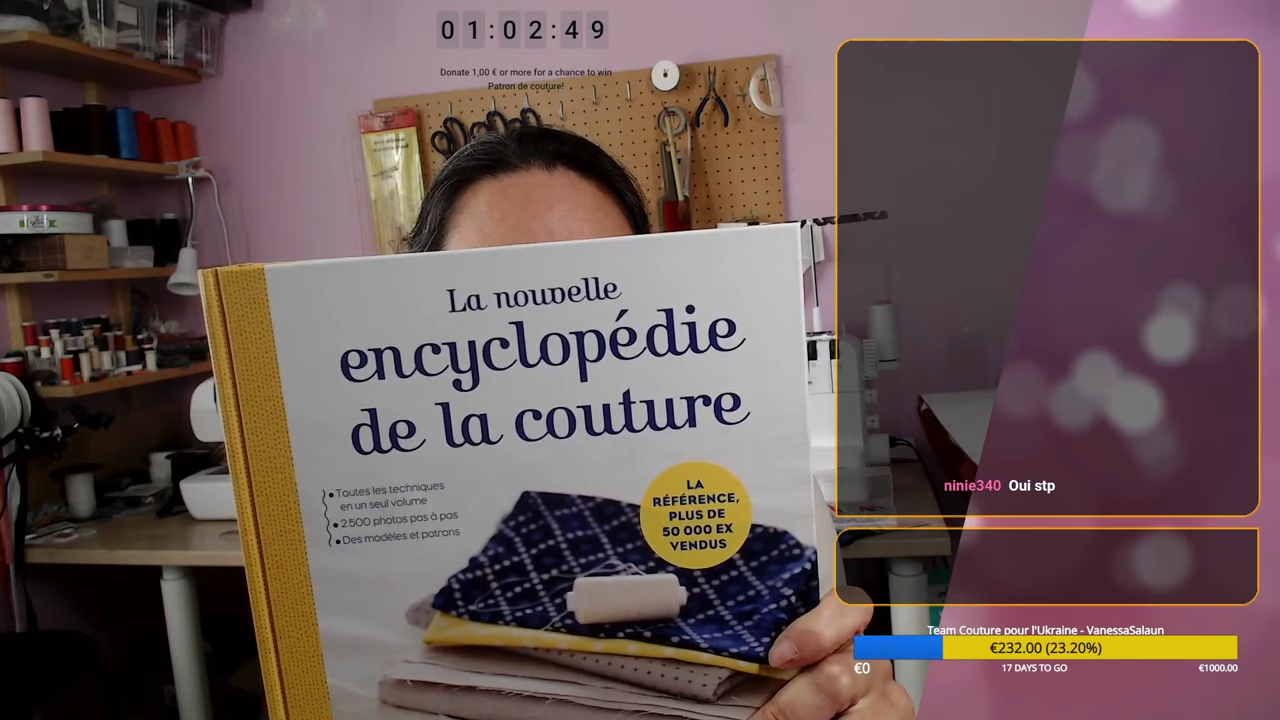 01:02:49
Donate 1,00 € or more for a chance to win
Patron de couture!
La nouvelle
encyclopédie
de la couture
• Toutes les techniques
en un seul volume
• 2 500 photos pas à pas
• Des modèles et patrons
LA
RÉFÉRENCE,
PLUS DE
50 000 EX
VENDUS
ninie340 Oui stp
Team Couture pour l'Ukraine - VanessaSalaun
€232.00 (23.20%)
€0 17 DAYS TO GO €1000.00